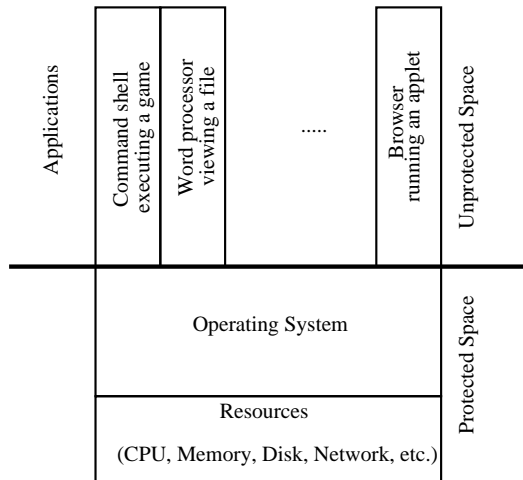 Applications
Command shell
executing a game
Word processor
viewing a file
.....
Browser
running an applet
Unprotected Space
Operating System
Protected Space
Resources
(CPU, Memory, Disk, Network, etc.)